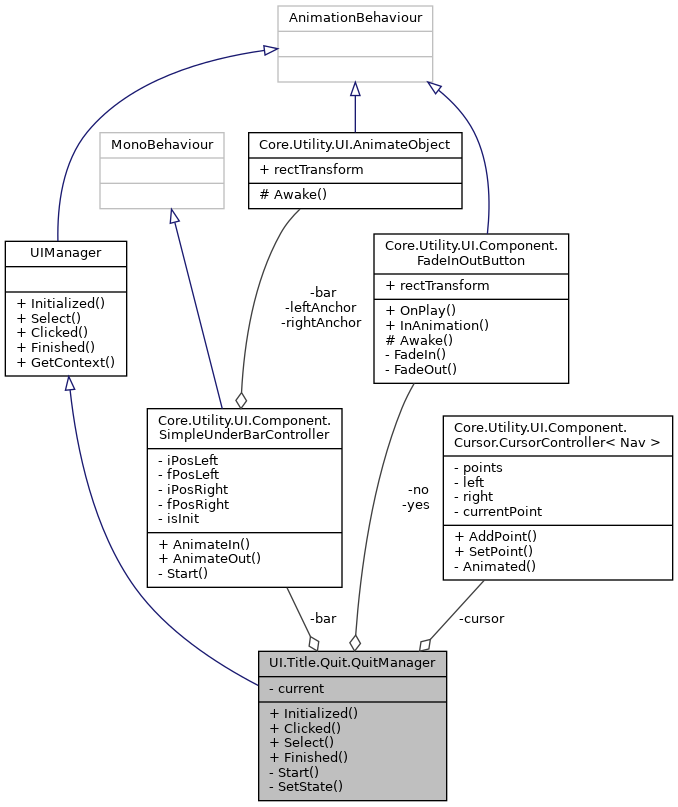 AnimationBehaviour
MonoBehaviour
Core.Utility.UI.AnimateObject
+ rectTransform
# Awake()
UIManager
+ Initialized()
+ Select()
+ Clicked()
+ Finished()
+ GetContext()
Core.Utility.UI.Component.
FadeInOutButton
+ rectTransform
+ OnPlay()
+ InAnimation()
# Awake()
- FadeIn()
- FadeOut()
-bar
-leftAnchor
-rightAnchor
Core.Utility.UI.Component.
SimpleUnderBarController
- iPosLeft
- fPosLeft
- iPosRight
- fPosRight
- isInit
+ AnimateIn()
+ AnimateOut()
- Start()
Core.Utility.UI.Component.
Cursor.CursorController< Nav >
- points
- left
- right
- currentPoint
+ AddPoint()
+ SetPoint()
- Animated()
-no
-yes
-bar
-cursor
UI.Title.Quit.QuitManager
- current
+ Initialized()
+ Clicked()
+ Select()
+ Finished()
- Start()
- SetState()